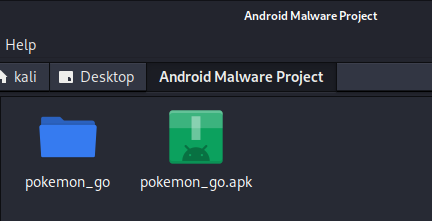 Android Malware Project
Help
kali Desktop Android Malware Project
pokemon_go pokemon_go.apk